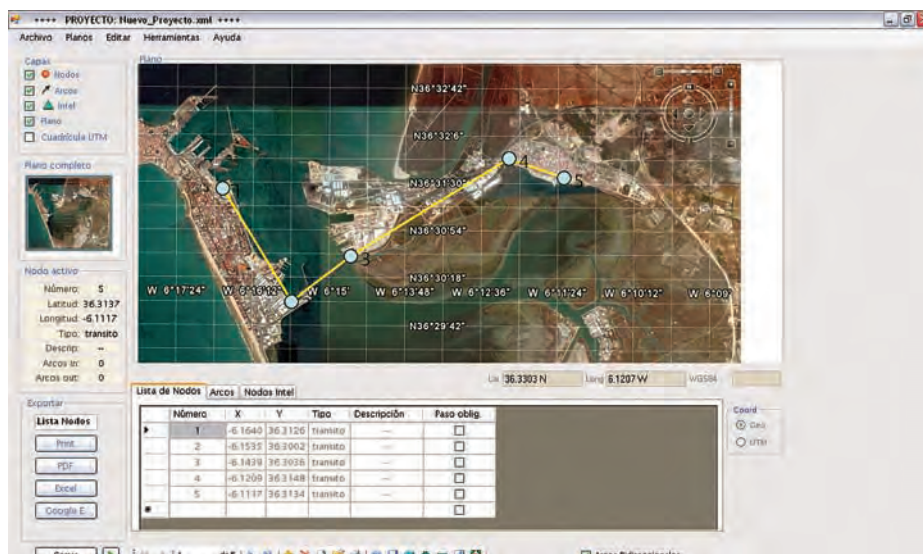 ++++ PROYECTO: Nuevo_Proyecto.xml ++++
Archivo Planos Editar Herramientas Ayuda
Capas
Nodos
Arcos
Intel
Plano
Cuadrícula UTM
Plano completo
Nodo activo
Número: 5
Latitud: 36.3137
Longitud: -6.1117
Tipo: transito
Descrip: --
Arcos In: 0
Arcos out: 0
Exportar
Lista Nodos
Print
PDF
Excel
Google E.
Plano
N36°32'42"
N36°32'6"
N36°31'30"
N36°30'54"
N36°30'18"
W 6°17'24" W 6°16'12" W 6°15' W 6°13'48" W 6°12'36" W 6°11'24" W 6°10'12" W 6°09'
N36°29'42"
1
3
4
5
Lat 36.3303 N Long 6.1207 W WGS84
Lista de Nodos Arcos Nodos Intel
Número X Y Tipo Descripción Paso oblig.
1 -6.1640 36.3126 transito ---
2 -6.1535 36.3002 transito ---
3 -6.1439 36.3036 transito ---
4 -6.1209 36.3148 transito ---
5 -6.1117 36.3134 transito ---
Coord
Geo
UTM